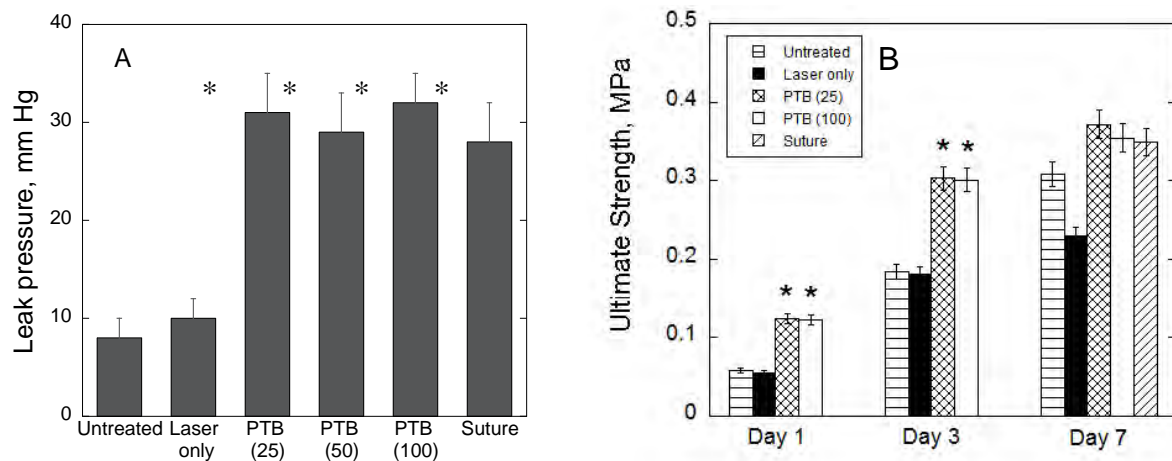 A
40
30
20
10
0
Leak pressure, mm Hg
* * * *
Untreated Laser only PTB (25) PTB (50) PTB (100) Suture
B
0.5
0.4
0.3
0.2
0.1
0
Ultimate Strength, MPa
Untreated
Laser only
PTB (25)
PTB (100)
Suture
* *
* *
Day 1 Day 3 Day 7